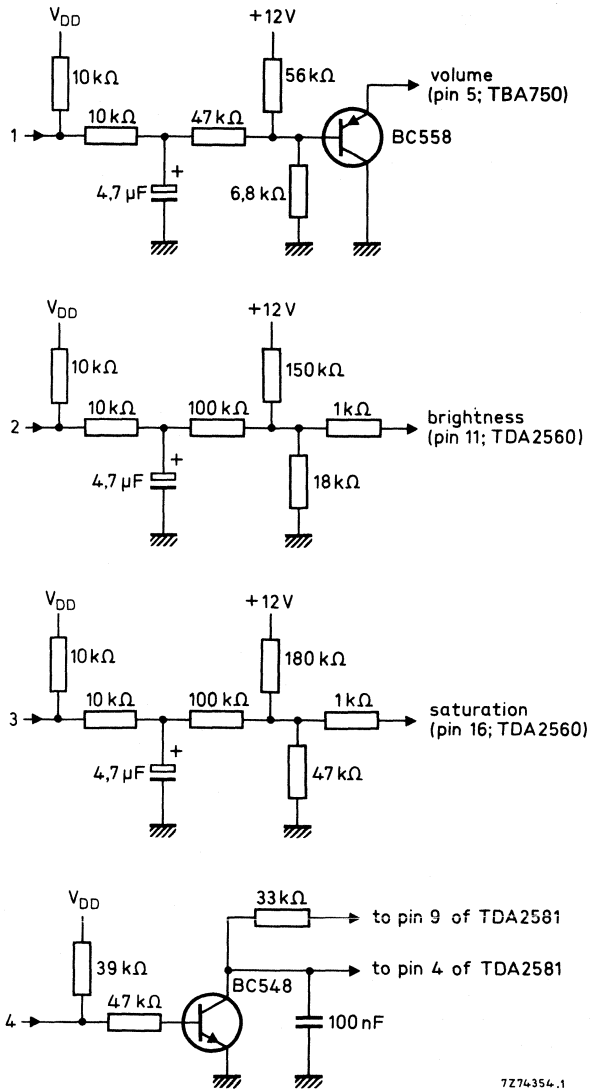 V_DD
+12V
10kΩ
56kΩ
volume
(pin 5; TBA750)
1
10kΩ
47kΩ
BC558
+
4,7µF
6,8kΩ
V_DD
+12V
10kΩ
150kΩ
2
10kΩ
100kΩ
1kΩ
brightness
(pin 11; TDA2560)
+
4,7µF
18kΩ
V_DD
+12V
10kΩ
180kΩ
3
10kΩ
100kΩ
1kΩ
saturation
(pin 16; TDA2560)
+
4,7µF
47kΩ
V_DD
33kΩ
to pin 9 of TDA2581
39kΩ
to pin 4 of TDA2581
BC548
4
47kΩ
100nF
7Z74354.1